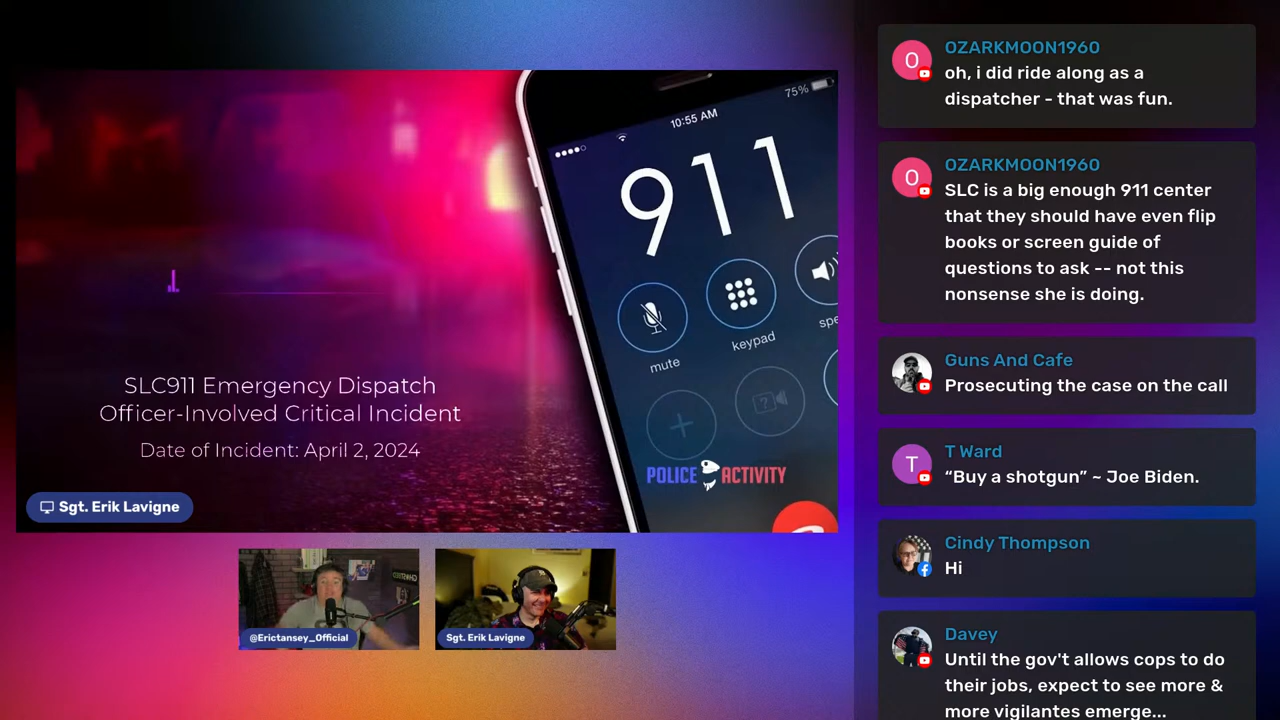 75%
10:55 AM
911
mute
keypad
spe
SLC911 Emergency Dispatch
Officer-Involved Critical Incident
Date of Incident: April 2, 2024
POLICE ACTIVITY
Sgt. Erik Lavigne
@Erictansey_Official
Sgt. Erik Lavigne
O
OZARKMOON1960
oh, i did ride along as a
dispatcher - that was fun.
O
OZARKMOON1960
SLC is a big enough 911 center
that they should have even flip
books or screen guide of
questions to ask -- not this
nonsense she is doing.
Guns And Cafe
Prosecuting the case on the call
T
T Ward
“Buy a shotgun” ~ Joe Biden.
Cindy Thompson
Hi
Davey
Until the gov't allows cops to do
their jobs, expect to see more &
more vigilantes emerge...